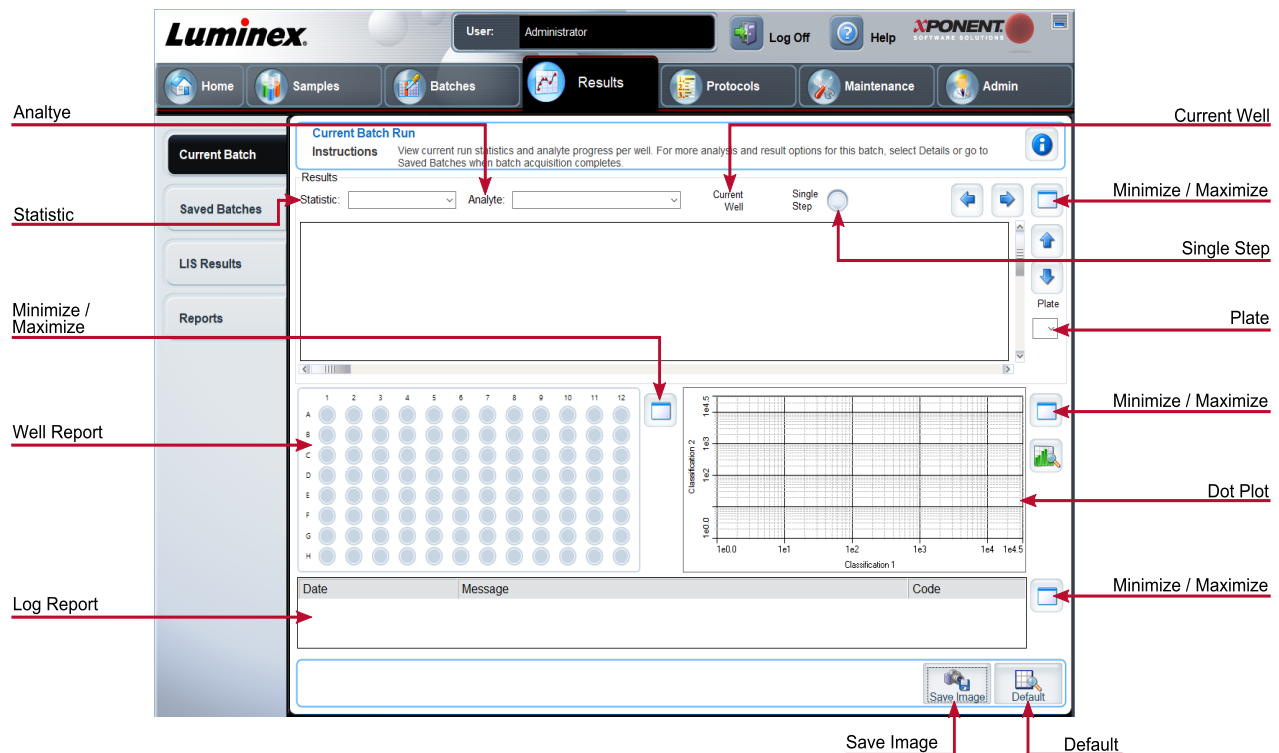 Luminex.
User: Administrator
Log Off
Help
XPONENT.
SOFTWARE SOLUTIONS
Home
Samples
Batches
Results
Protocols
Maintenance
Admin
Analtye
Current Well
Current Batch
Current Batch Run
Instructions View current run statistics and analyte progress per well. For more analysis and result options for this batch, select Details or go to
Saved Batches when batch acquisition completes.
Results
Minimize / Maximize
Statistic:
Analyte:
Current
Well
Single
Step
Saved Batches
Statistic
Single Step
LIS Results
Plate
Minimize /
Maximize
Reports
Plate
1 2 3 4 5 6 7 8 9 10 11 12
A
B
C
D
E
F
G
H
Well Report
Minimize / Maximize
1e4.5
1e3
1e2
1e0.0
Classification 2
1e0.0 1e1 1e2 1e3 1e4 1e4.5
Classification 1
Dot Plot
Date Message Code
Minimize / Maximize
Log Report
Save Image
Default
Save Image
Default